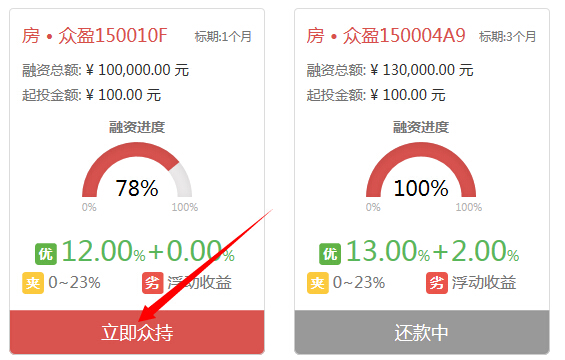 房 • 众盈150010F 标期:1个月
融资总额: ¥ 100,000.00 元
起投金额: ¥ 100.00 元
融资进度
78%
0% 100%
优 12.00%+0.00%
夹 0~23% 劣 浮动收益
立即众持
房 • 众盈150004A9 标期:3个月
融资总额: ¥ 130,000.00 元
起投金额: ¥ 100.00 元
融资进度
100%
0% 100%
优 13.00%+2.00%
夹 0~23% 劣 浮动收益
还款中